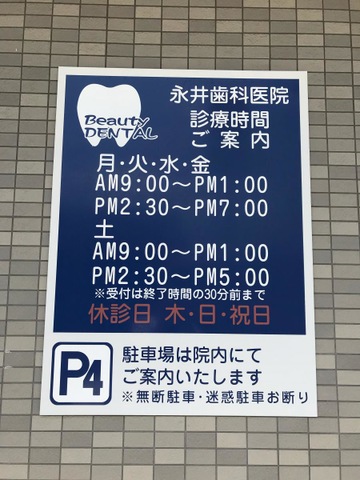 Beauty
DENTAL
永井歯科医院
診療時間
ご案内
月・火・水・金
AM9:00〜PM1:00
PM2:30〜PM7:00
土
AM9:00〜PM1:00
PM2:30〜PM5:00
※受付は終了時間の30分前まで
休診日 木・日・祝日
P4
駐車場は院内にて
ご案内いたします
※無断駐車・迷惑駐車お断り